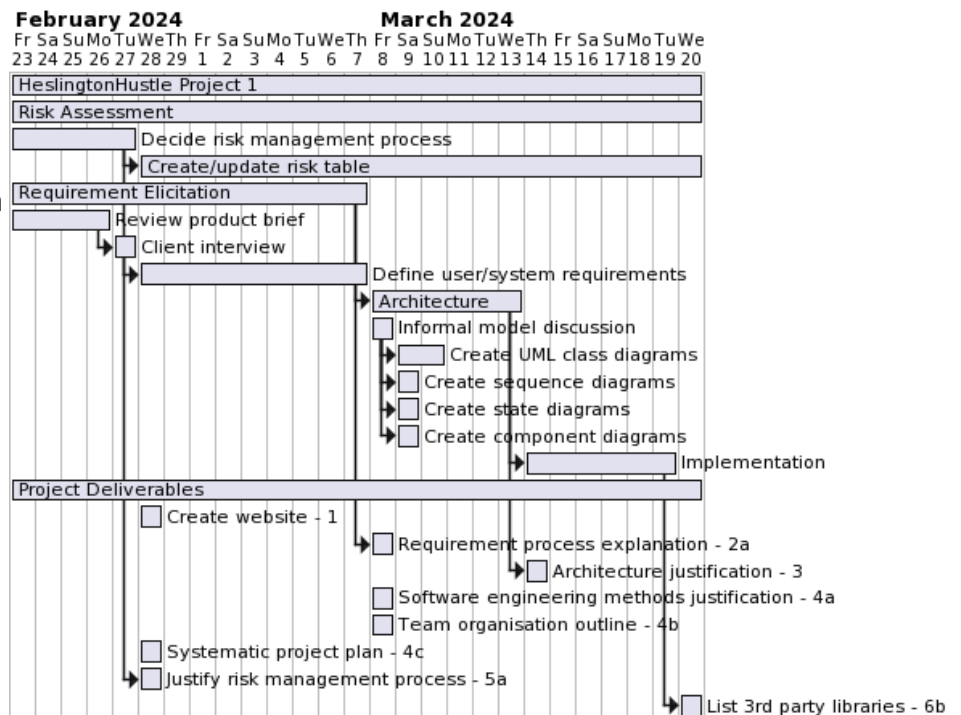 February 2024 March 2024
Fr Sa Su Mo Tu We Th Fr Sa Su Mo Tu We Th Fr Sa Su Mo Tu We Th Fr Sa Su Mo Tu We
23 24 25 26 27 28 29 1 2 3 4 5 6 7 8 9 10 11 12 13 14 15 16 17 18 19 20
HeslingtonHustle Project 1
Risk Assessment
Decide risk management process
Create/update risk table
Requirement Elicitation
Review product brief
Client interview
Define user/system requirements
Architecture
Informal model discussion
Create UML class diagrams
Create sequence diagrams
Create state diagrams
Create component diagrams
Implementation
Project Deliverables
Create website - 1
Requirement process explanation - 2a
Architecture justification - 3
Software engineering methods justification - 4a
Team organisation outline - 4b
Systematic project plan - 4c
Justify risk management process - 5a
List 3rd party libraries - 6b